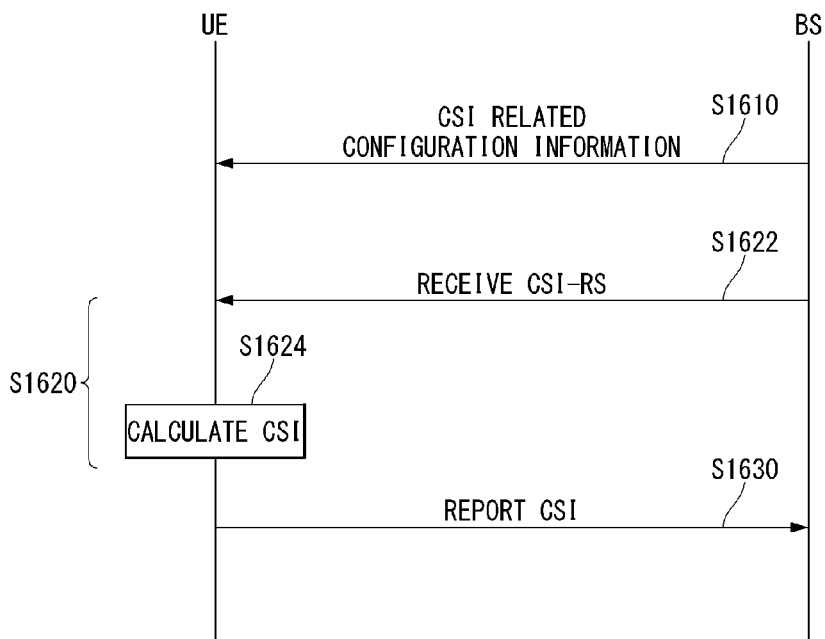 UE
BS
S1610
CSI RELATED
CONFIGURATION INFORMATION
S1622
RECEIVE CSI-RS
S1624
S1620
CALCULATE CSI
S1630
REPORT CSI